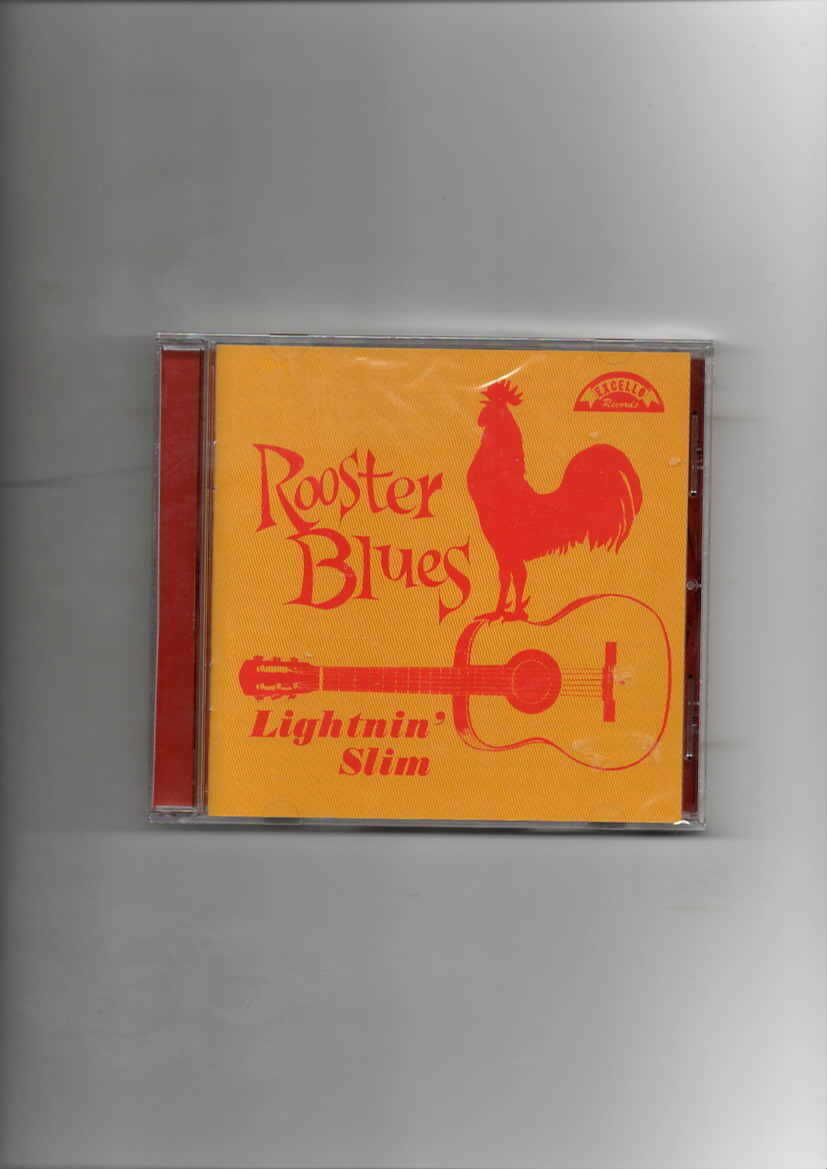 EXCELLO
Records
Rooster
Blues
Lightnin'
Slim